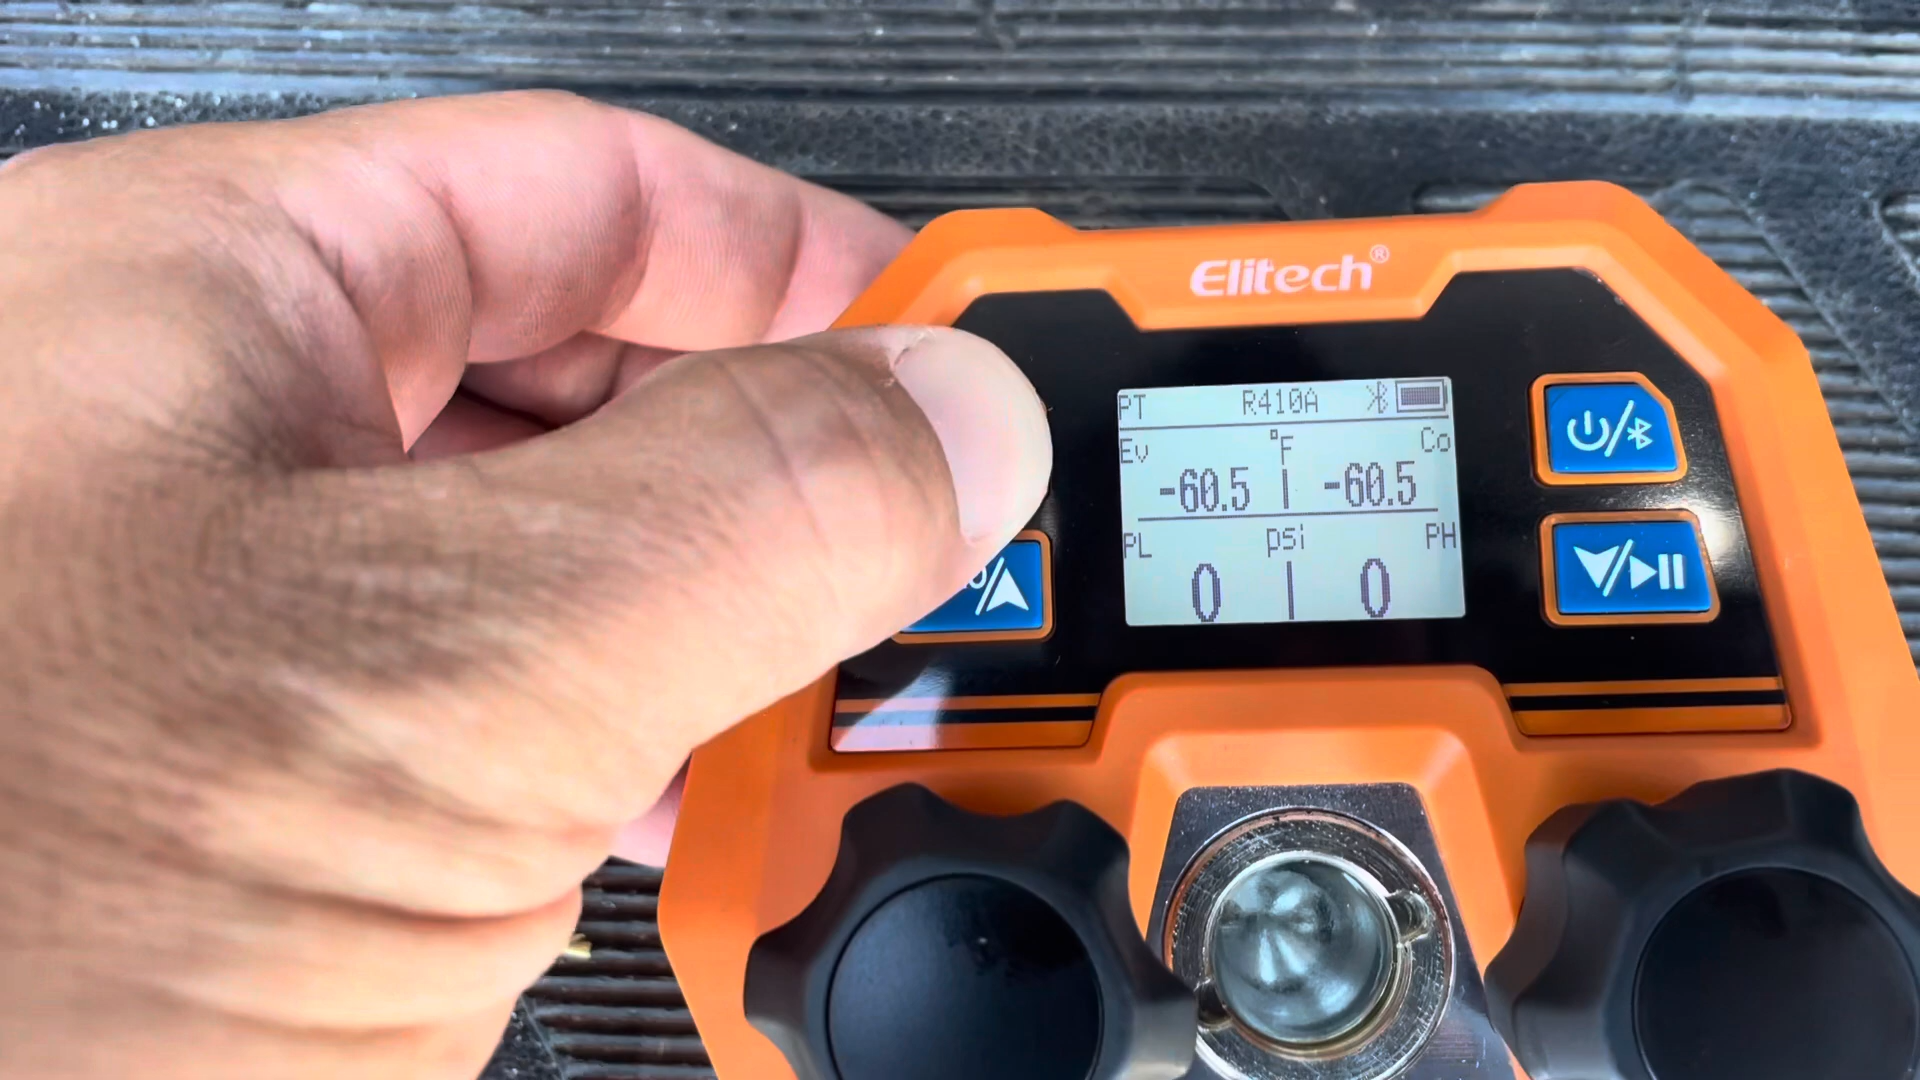 Elitech®
PT R410A
Ev °F Co
-60.5 -60.5
PL psi PH
0 0